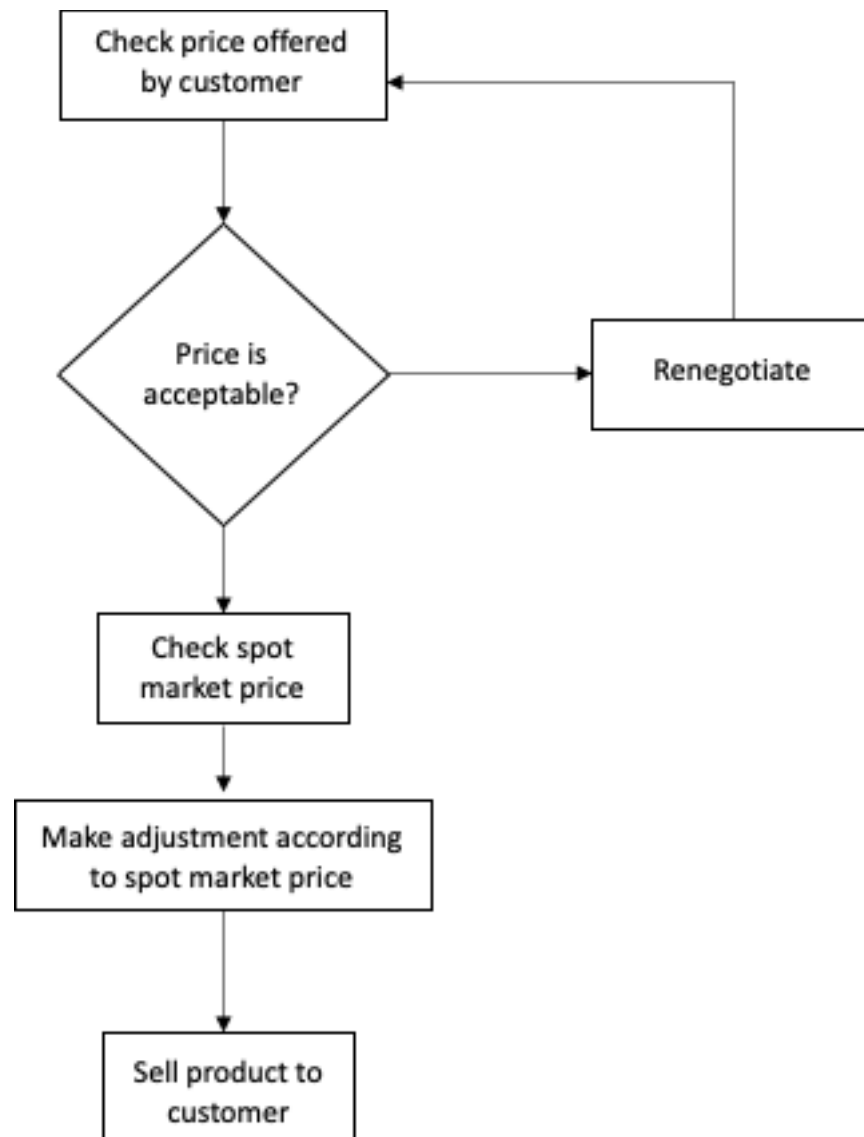 Check price offered
by customer
Price is
acceptable?
Renegotiate
Check spot
market price
Make adjustment according
to spot market price
Sell product to
customer